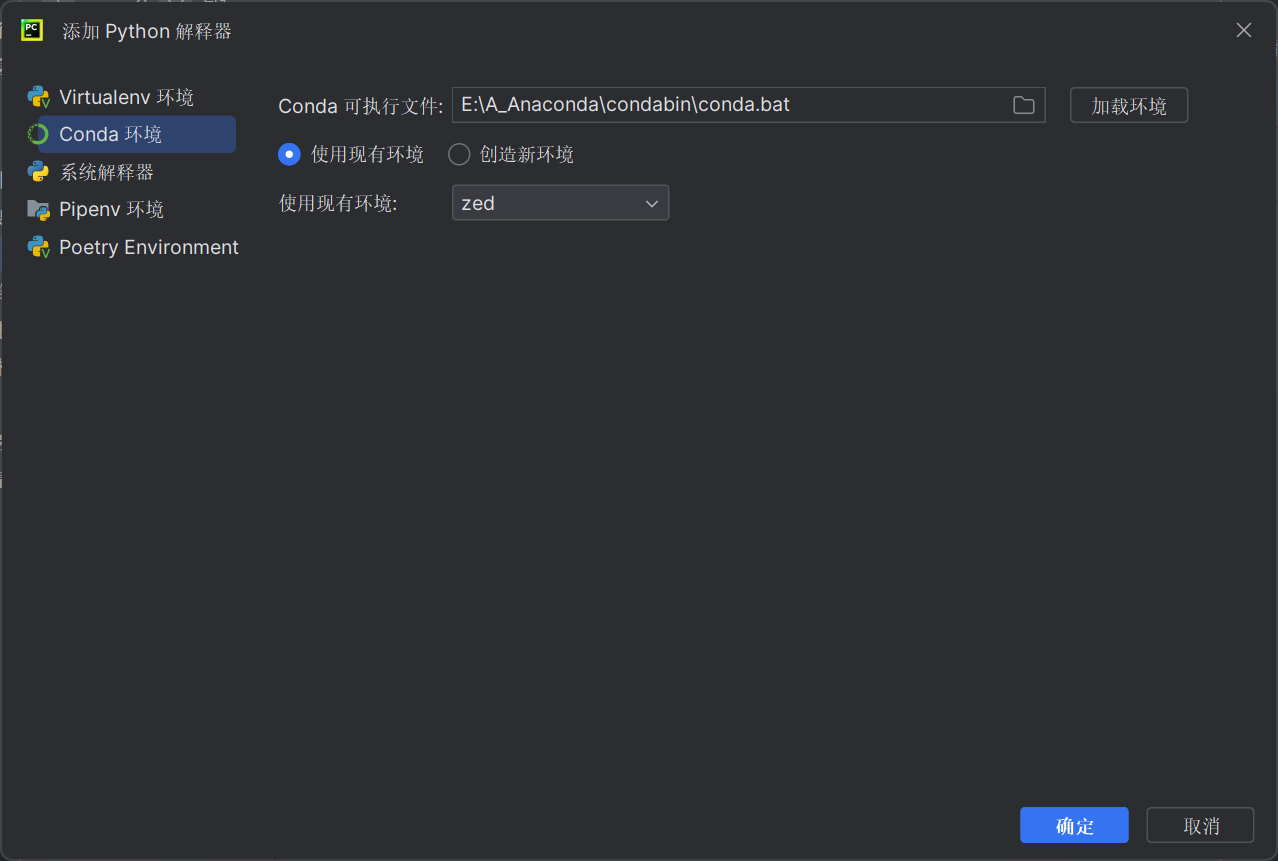 PC
添加 Python 解释器
Virtualenv 环境
Conda 环境
系统解释器
Pipenv 环境
Poetry Environment
Conda 可执行文件: E:\A_Anaconda\condabin\conda.bat 加载环境
使用现有环境 创造新环境
使用现有环境: zed
确定 取消